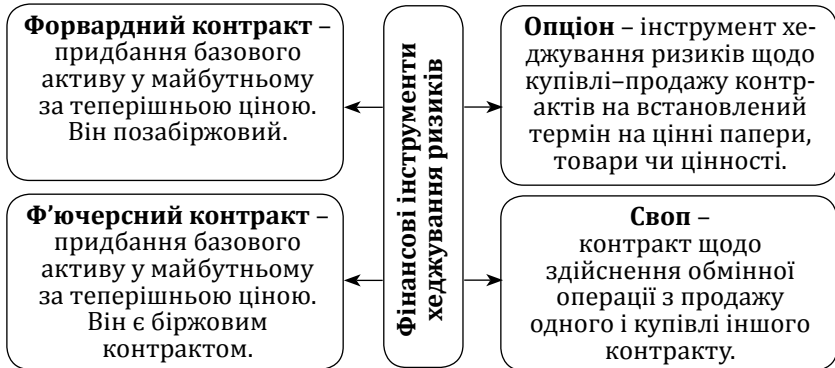 Форвардний контракт –
придбання базового
активу у майбутньому
за теперішньою ціною.
Він позабіржовий.
Ф'ючерсний контракт –
придбання базового
активу у майбутньому
за теперішньою ціною.
Він є біржовим
контрактом.
Фінансові інструменти
хеджування ризиків
Опціон – інструмент хе-
джування ризиків щодо
купівлі–продажу контр-
актів на встановлений
термін на цінні папери,
товари чи цінності.
Своп –
контракт щодо
здійснення обмінної
операції з продажу
одного і купівлі іншого
контракту.